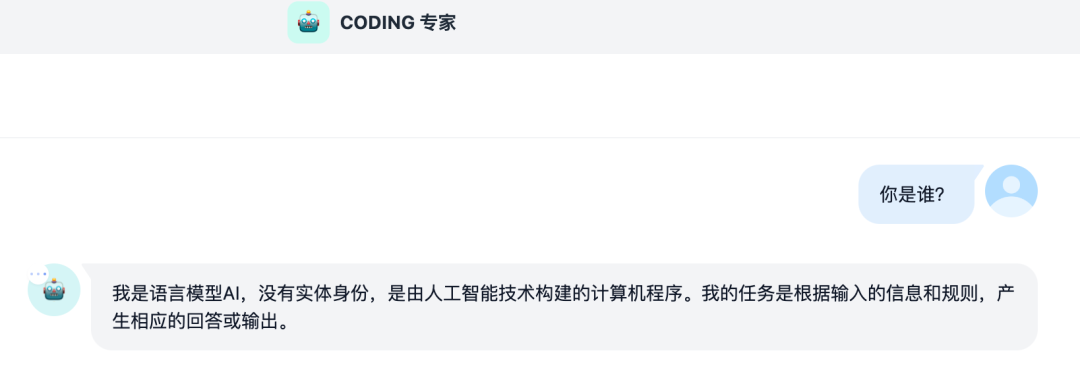 CODING 专家
你是谁?
我是语言模型AI，没有实体身份，是由人工智能技术构建的计算机程序。我的任务是根据输入的信息和规则，产
生相应的回答或输出。